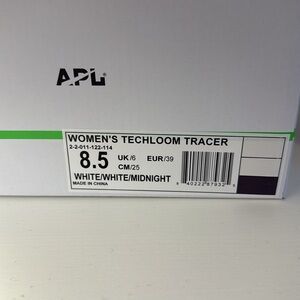 APL
WOMEN'S TECHLOOM TRACER
2-2-011-122-114
8.5 UK/6 EUR/39
CM/25
WHITE/WHITE/MIDNIGHT
MADE IN CHINA